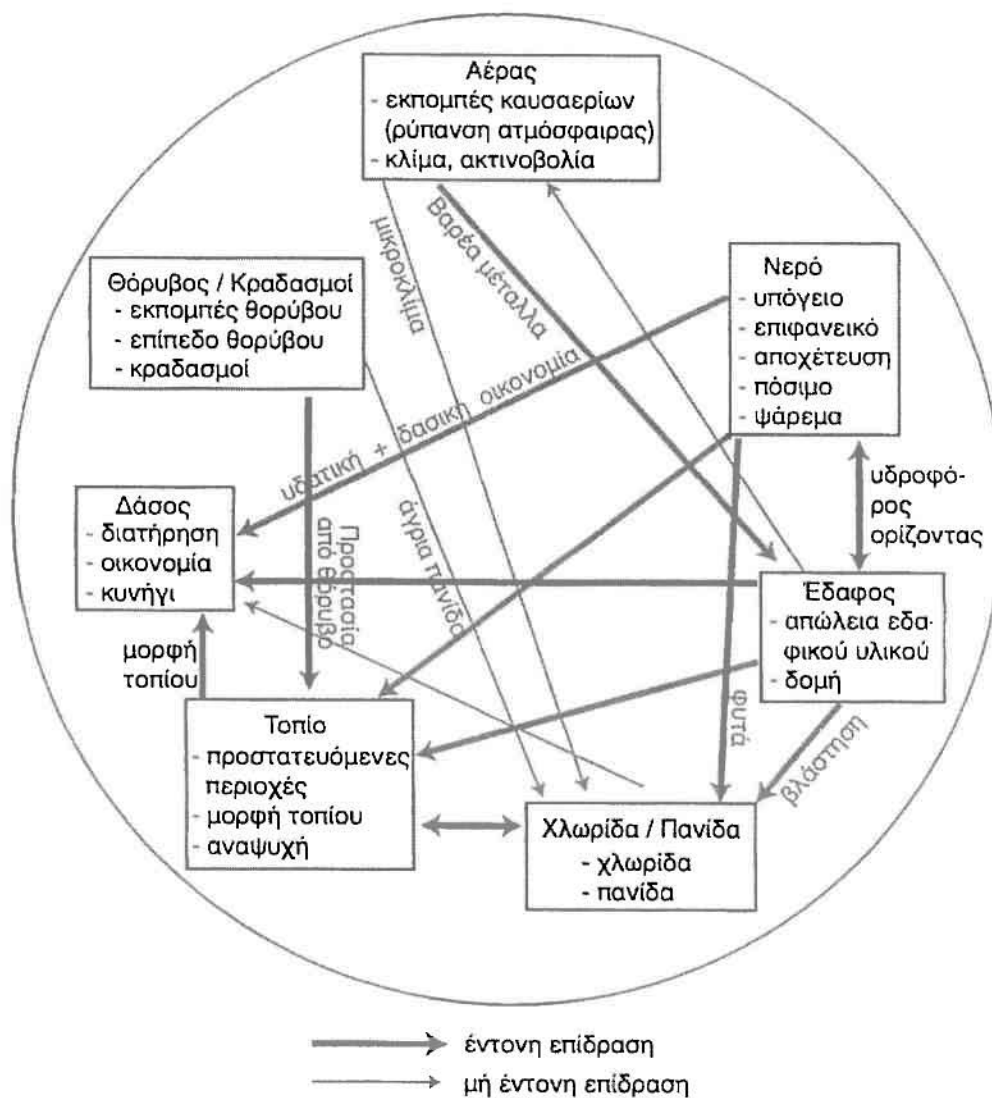 Αέρας
- εκπομπές καυσαερίων
(ρύπανση ατμόσφαιρας)
- κλίμα, ακτινοβολία
μικροκλίμα
Βαρέα μέταλλα
Θόρυβος / Κραδασμοί
- εκπομπές θορύβου
- επίπεδο θορύβου
- κραδασμοί
Νερό
- υπόγειο
- επιφανεικό
- αποχέτευση
- πόσιμο
- ψάρεμα
υδατική + δασικη οικονομία
Δάσος
- διατήρηση
- οικονομία
- κυνήγι
Προστασία
από θόρυβο
άγρια πανίδα
υδροφό-
ρος
ορίζοντας
Έδαφος
- απώλεια εδα-
φικού υλικού
- δομή
μορφή
τοπίου
φυτά
βλάστηση
Τοπίο
- προστατευόμενες
περιοχές
- μορφή τοπίου
- αναψυχή
Χλωρίδα / Πανίδα
- χλωρίδα
- πανίδα
έντονη επίδραση
μή έντονη επίδραση